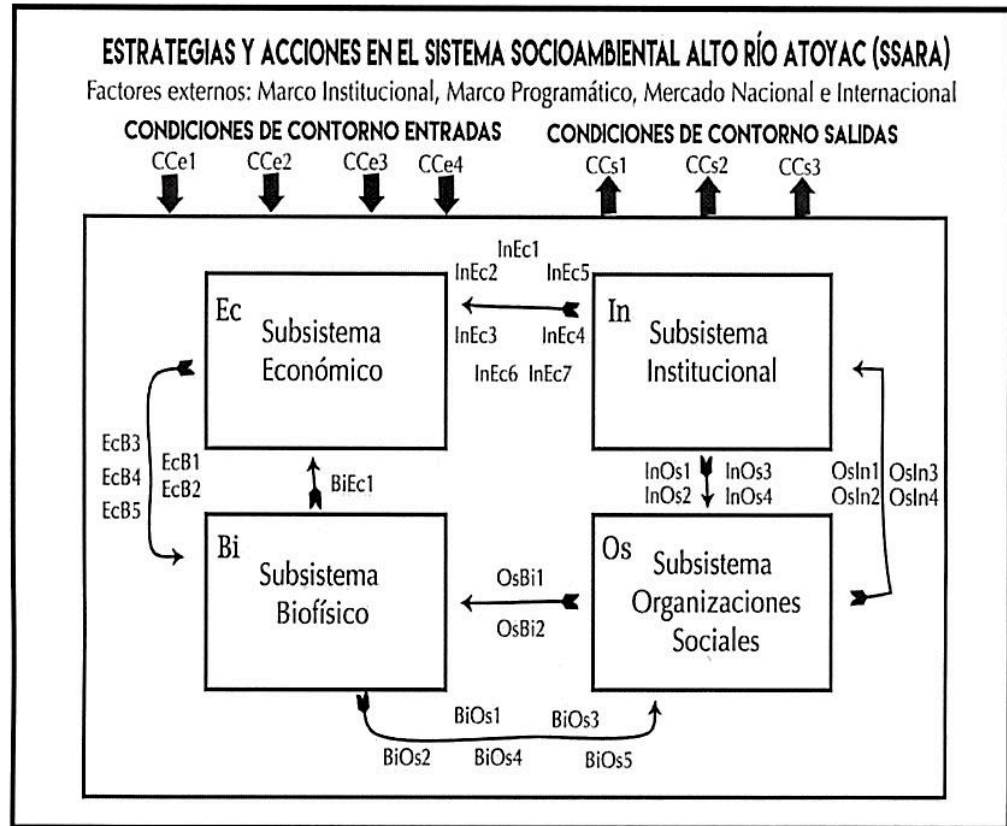 ESTRATEGIAS Y ACCIONES EN EL SISTEMA SOCIOAMBIENTAL ALTO RÍO ATOYAC (SSARA)
Factores externos: Marco Institucional, Marco Programático, Mercado Nacional e Internacional
CONDICIONES DE CONTORNO ENTRADAS
CONDICIONES DE CONTORNO SALIDAS
CCe1 CCe2 CCe3 CCe4
CCs1 CCs2 CCs3
InEc1
InEc2 InEc5
InEc3 InEc4
InEc6 InEc7
Ec
Subsistema
Económico
In
Subsistema
Institucional
EcB3
EcB4
EcB5
EcB1
EcB2
BiEc1
InOs1 InOs3
InOs2 InOs4
OsIn1 OsIn3
OsIn2 OsIn4
Bi
Subsistema
Biofísico
OsBi1
OsBi2
Os
Subsistema
Organizaciones
Sociales
BiOs1 BiOs3
BiOs2 BiOs4 BiOs5